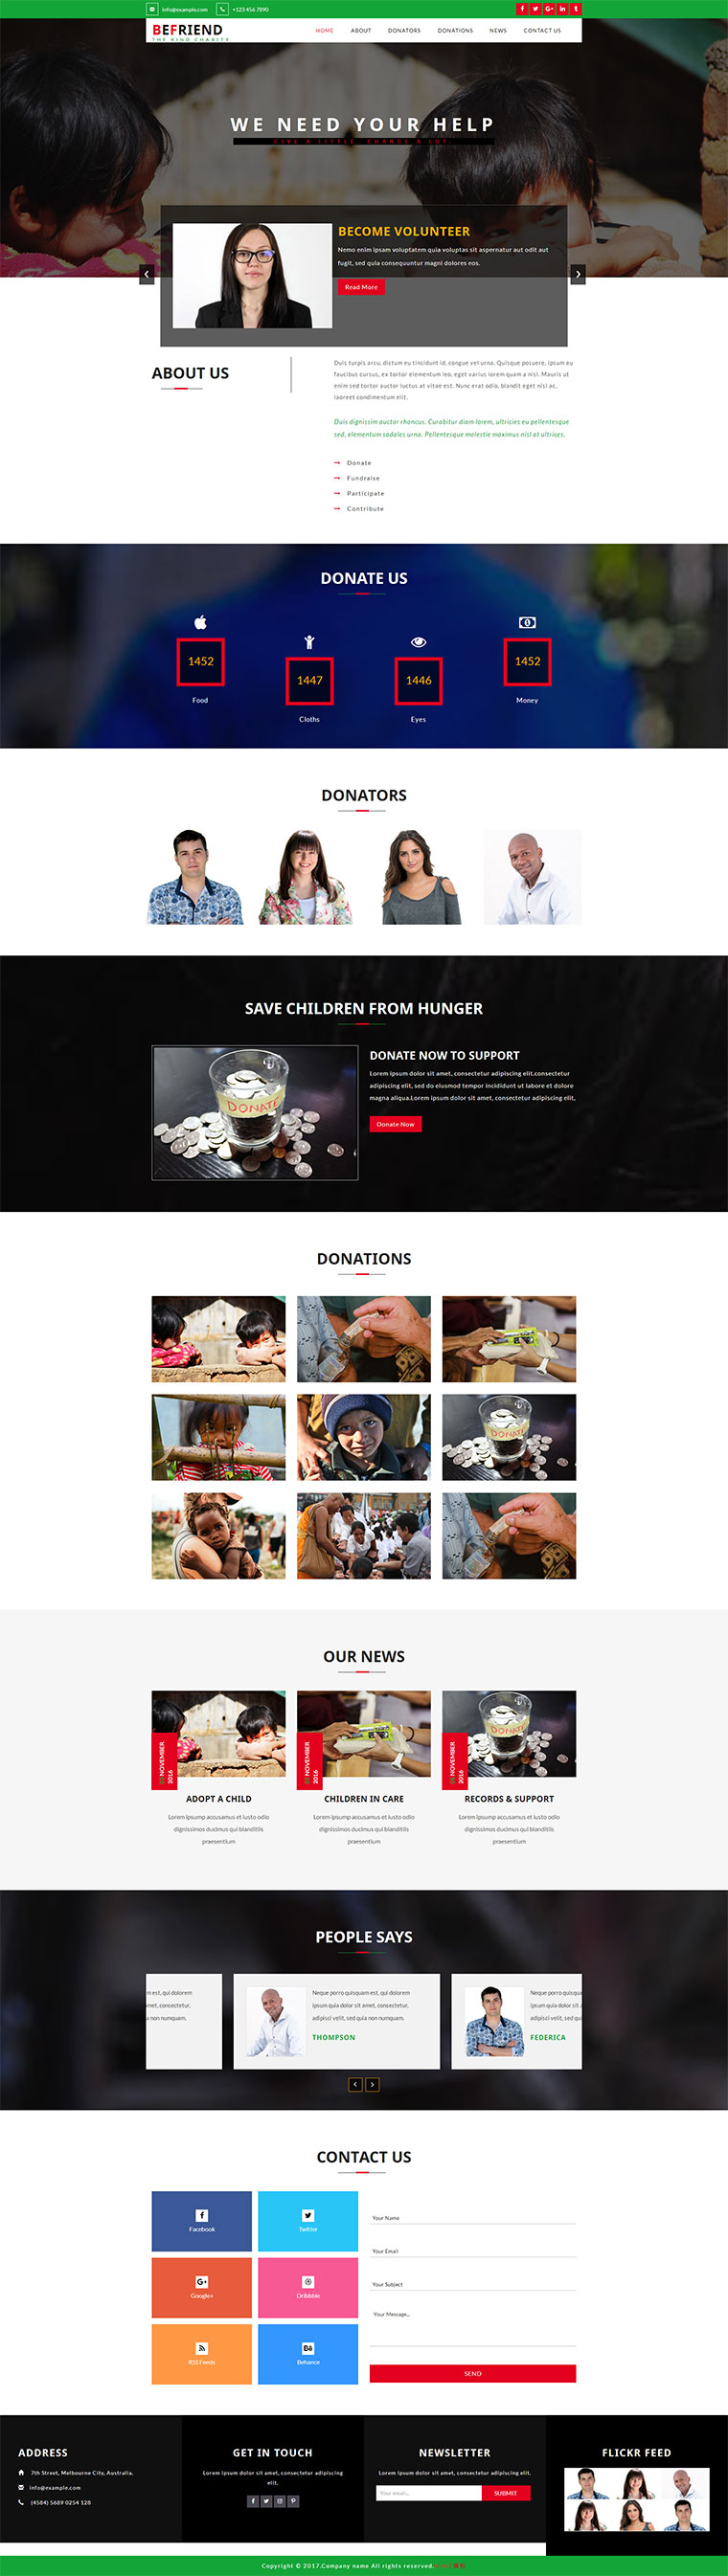 info@example.com
+123 456 7890
BEFRIEND
THE KIND CHARITY
HOME ABOUT DONATORS DONATIONS NEWS CONTACT US
WE NEED YOUR HELP
GIVE A LITTLE. CHANGE A LOT.
BECOME VOLUNTEER
Nemo enim ipsam voluptatem quia voluptas sit aspernatur aut odit aut
fugit, sed quia consequuntur magni dolores eos.
Read More
ABOUT US
Duis turpis arcu, dictum eu tincidunt id, congue vel urna. Quisque posuere, ipsum eu
faucibus cursus, ex tortor elementum leo, eget varius lorem quam a nisl. Mauris ut
enim sed tortor auctor luctus at vitae est. Nunc erat odio, blandit eget nisl ac,
laoreet condimentum elit.
Duis dignissim auctor rhoncus. Curabitur diam lorem, ultricies eu pellentesque
sed, elementum sodales urna. Pellentesque molestie maximus nisl at ultrices.
Donate
Fundraise
Participate
Contribute
DONATE US
1452
Food
1447
Cloths
1446
Eyes
1452
Money
DONATORS
SAVE CHILDREN FROM HUNGER
DONATE
DONATE NOW TO SUPPORT
Lorem ipsum dolor sit amet, consectetur adipiscing elit.consectetur
adipiscing elit, sed do eiusmod tempor incididunt ut labore et dolore
magna aliqua.Lorem ipsum dolor sit amet, consectetur adipiscing elit,
Donate Now
DONATIONS
DONATE
OUR NEWS
NOVEMBER
2016
ADOPT A CHILD
Lorem ipsump accusamus et iusto odio
dignissimos ducimus qui blanditiis
praesentium
NOVEMBER
2016
CHILDREN IN CARE
Lorem ipsump accusamus et iusto odio
dignissimos ducimus qui blanditiis
praesentium
DONATE
NOVEMBER
2016
RECORDS & SUPPORT
Lorem ipsump accusamus et iusto odio
dignissimos ducimus qui blanditiis
praesentium
PEOPLE SAYS
m est, qui dolorem
amet, consectetur,
a non numquam.
Neque porro quisquam est, qui dolorem
ipsum quia dolor sit amet, consectetur,
adipisci velit, sed quia non numquam.
THOMPSON
Neque porro quisqua
ipsum quia dolor sit
adipisci velit, sed qu
FEDERICA
CONTACT US
Facebook
Twitter
Google+
Dribbble
RSS Feeds
Behance
Your Name
Your Email
Your Subject
Your Message...
SEND
ADDRESS
7th Street, Melbourne City, Australia.
info@example.com
(4584) 5689 0254 128
GET IN TOUCH
Lorem ipsum dolor sit amet, consectetur adipiscing
elit.
NEWSLETTER
Lorem ipsum dolor sit amet, consectetur adipiscing elit.
Your email... SUBMIT
FLICKR FEED
Copyright © 2017.Company name All rights reserved.